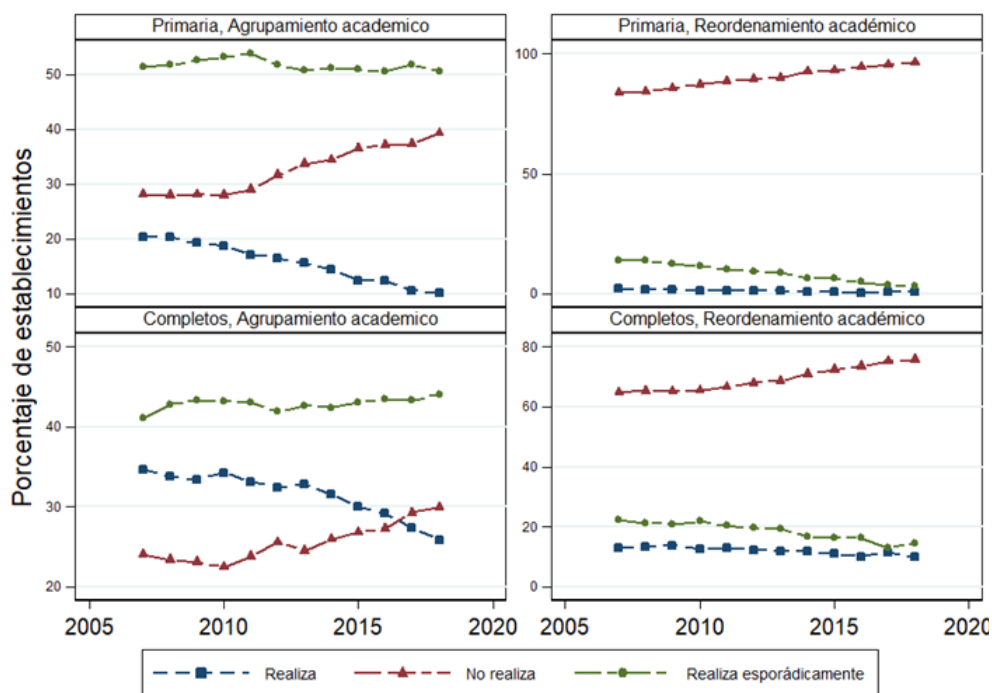 Primaria, Agrupamiento academico
Primaria, Reordenamiento académico
50
40
30
20
10
100
50
0
Completos, Agrupamiento academico
Completos, Reordenamiento académico
50
40
30
20
80
60
40
20
0
Porcentaje de establecimientos
2005 2010 2015 2020
2005 2010 2015 2020
Realiza No realiza Realiza esporádicamente